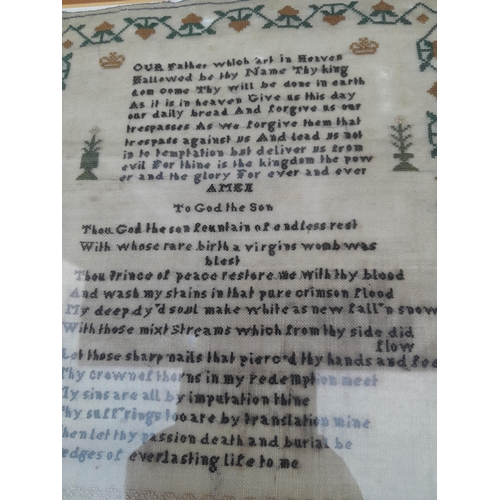 OUR Father which art in Heaven
Hallowed be thy Name Thy king
dom come Thy will be done in earth
As it is in heaven Give us this day
our daily bread And forgive us our
trespasses As we forgive them that
trespass against us And lead us not
in to temptation but deliver us from
evil For thine is the kingdom the pow
er and the glory For ever and ever
AMEN
To God the Son
Thou God the son fountain of endless rest
With whose rare birth a virgins womb was
blest
Thou Prince of peace restore me with thy blood
And wash my stains in that pure crimson flood
My deep dy'd soul make white as new fall'n snow
With those mixt streams which from thy side did
flow
Let those sharp nails that pierc'd thy hands and fee
Thy crown of thorns in my redemption meet
My sins are all by imputation thine
Thy suff'rings too are by translation mine
hen let thy passion death and burial be
edges of everlasting life to me